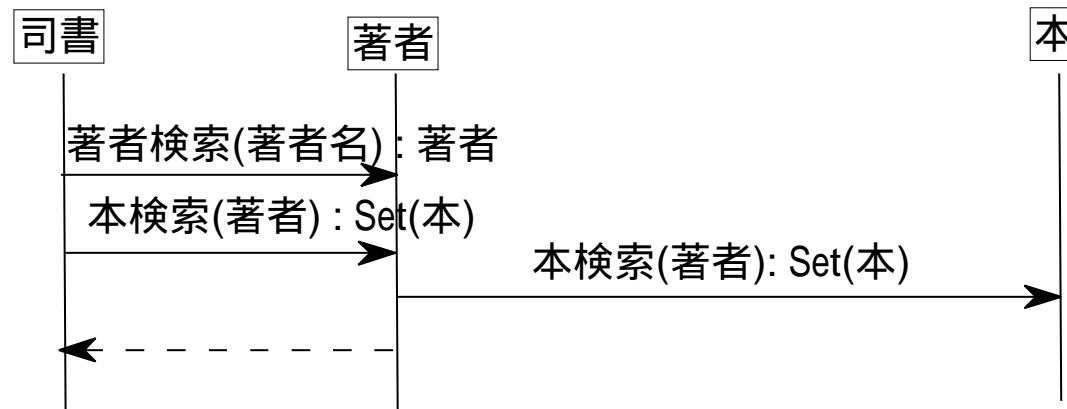 司書
著者
本
著者検索(著者名) : 著者
本検索(著者) : Set(本)
本検索(著者): Set(本)